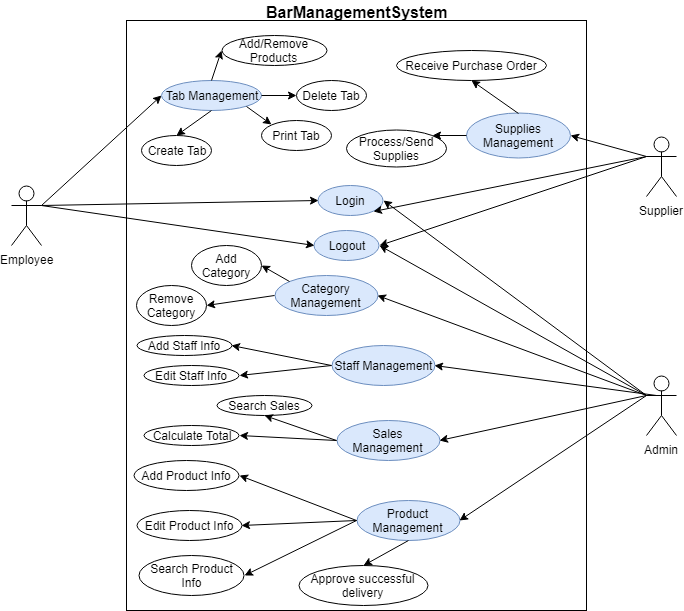 BarManagementSystem
Add/Remove
Products
Receive Purchase Order
Tab Management
Delete Tab
Supplies
Management
Print Tab
Create Tab
Process/Send
Supplies
Login
Supplier
Employee
Logout
Add
Category
Category
Management
Remove
Category
Add Staff Info
Staff Management
Edit Staff Info
Search Sales
Calculate Total
Sales
Management
Admin
Add Product Info
Product
Management
Edit Product Info
Search Product
Info
Approve successful
delivery